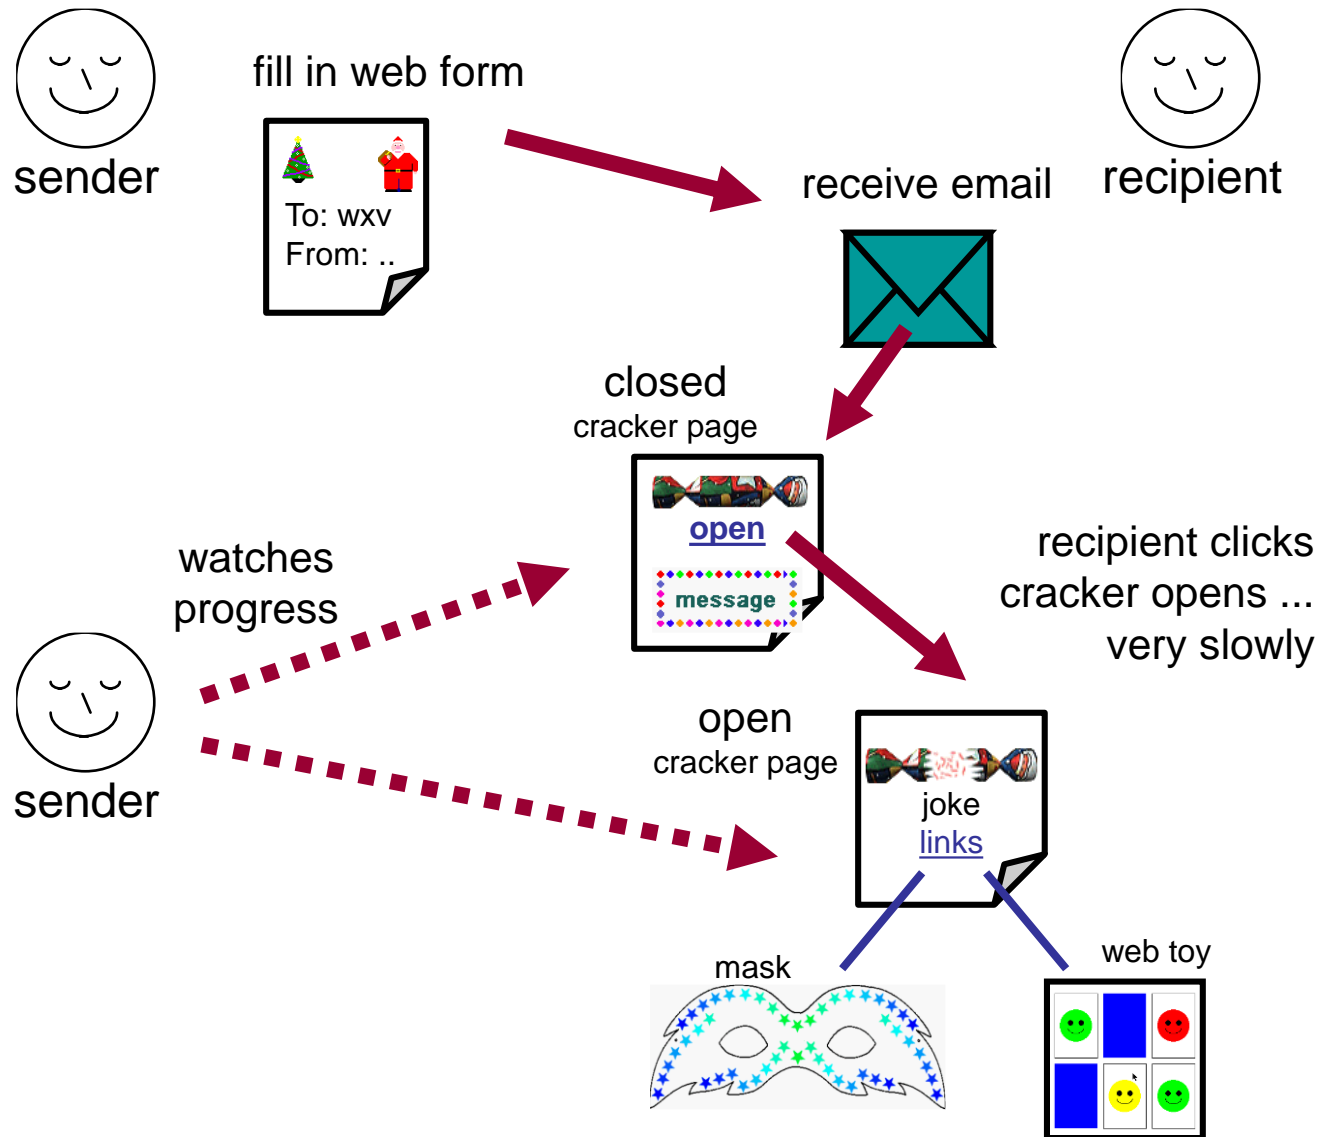 fill in web form
sender
To: wxv
From: ..
receive email
recipient
closed
cracker page
open
message
watches
progress
recipient clicks
cracker opens ...
very slowly
sender
open
cracker page
joke
links
mask
web toy